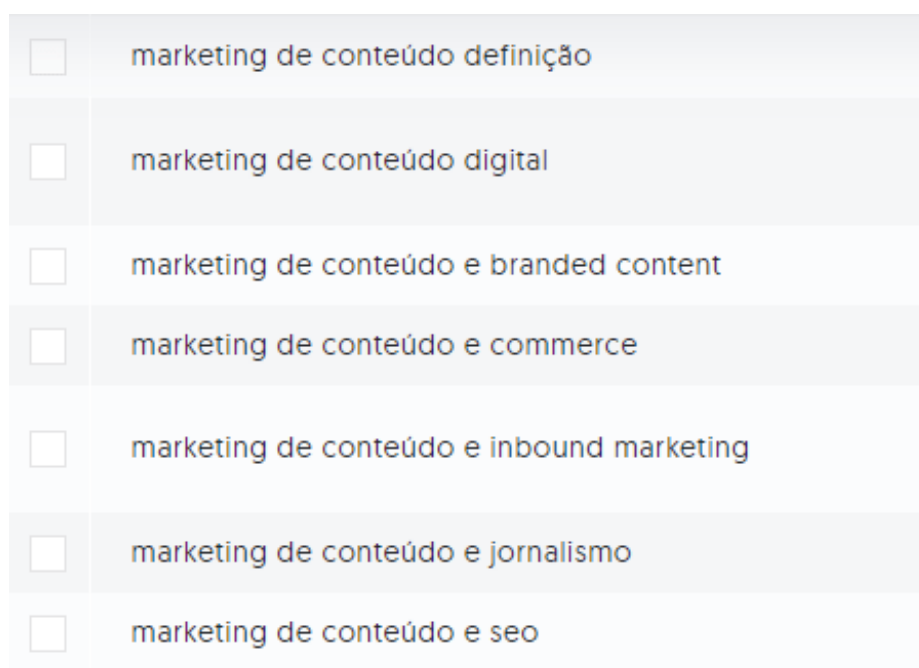 marketing de conteúdo definição
marketing de conteúdo digital
marketing de conteúdo e branded content
marketing de conteúdo e commerce
marketing de conteúdo e inbound marketing
marketing de conteúdo e jornalismo
marketing de conteúdo e seo